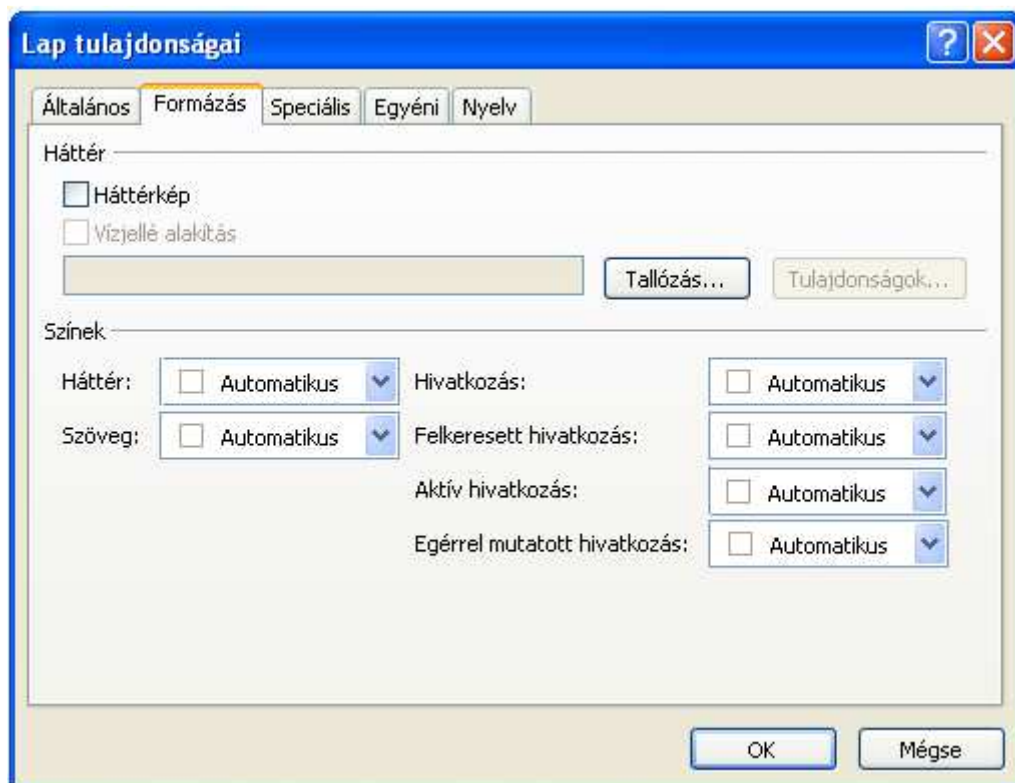 Lap tulajdonságai
Általános Formázás Speciális Egyéni Nyelv
Háttér
Háttérkép
Vízjellé alakítás
Tallózás... Tulajdonságok...
Színek
Háttér: Automatikus Hivatkozás: Automatikus
Szöveg: Automatikus Felkeresett hivatkozás: Automatikus
Aktív hivatkozás: Automatikus
Egérrel mutatott hivatkozás: Automatikus
OK Mégse